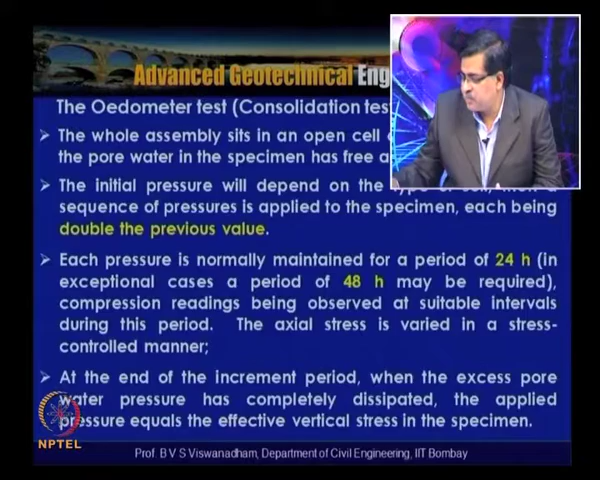 Advanced Geotechnical Eng
The Oedometer test (Consolidation tes
➤ The whole assembly sits in an open cell
the pore water in the specimen has free a
➤ The initial pressure will depend on the type of
sequence of pressures is applied to the specimen, each being
double the previous value.
➤ Each pressure is normally maintained for a period of 24 h (in
exceptional cases a period of 48 h may be required),
compression readings being observed at suitable intervals
during this period. The axial stress is varied in a stress-
controlled manner;
➤ At the end of the increment period, when the excess pore
water pressure has completely dissipated, the applied
pressure equals the effective vertical stress in the specimen.
NPTEL
Prof. B V S Viswanadham, Department of Civil Engineering, IIT Bombay